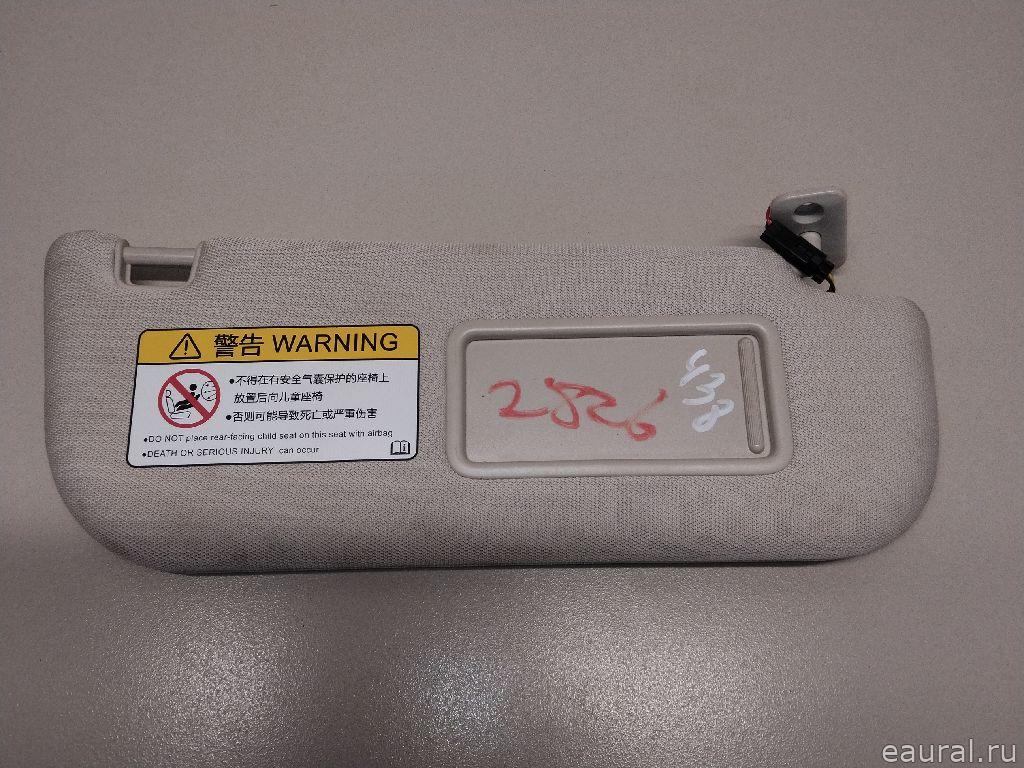 警告 WARNING
●不得在有安全气囊保护的座椅上
放置后向儿童座椅
●否则可能导致死亡或严重伤害
●DO NOT place rear-facing child seat on this seat with airbag
●DEATH OR SERIOUS INJURY can occur
2826
438
eaural.ru